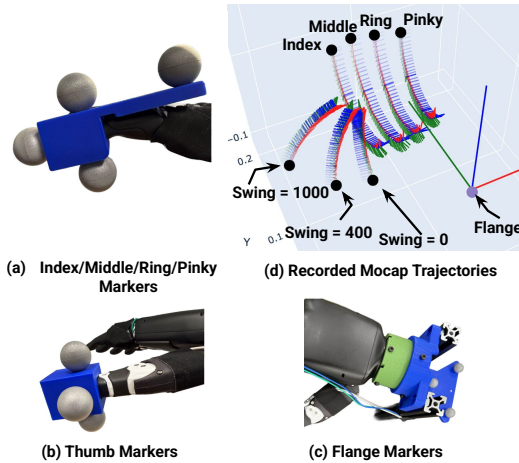 Middle Ring Pinky
Index
-0.1
0.2
Y 0.1
Swing = 1000
Swing = 400
Swing = 0
Flange
(a) Index/Middle/Ring/Pinky
Markers
(d) Recorded Mocap Trajectories
(b) Thumb Markers
(c) Flange Markers